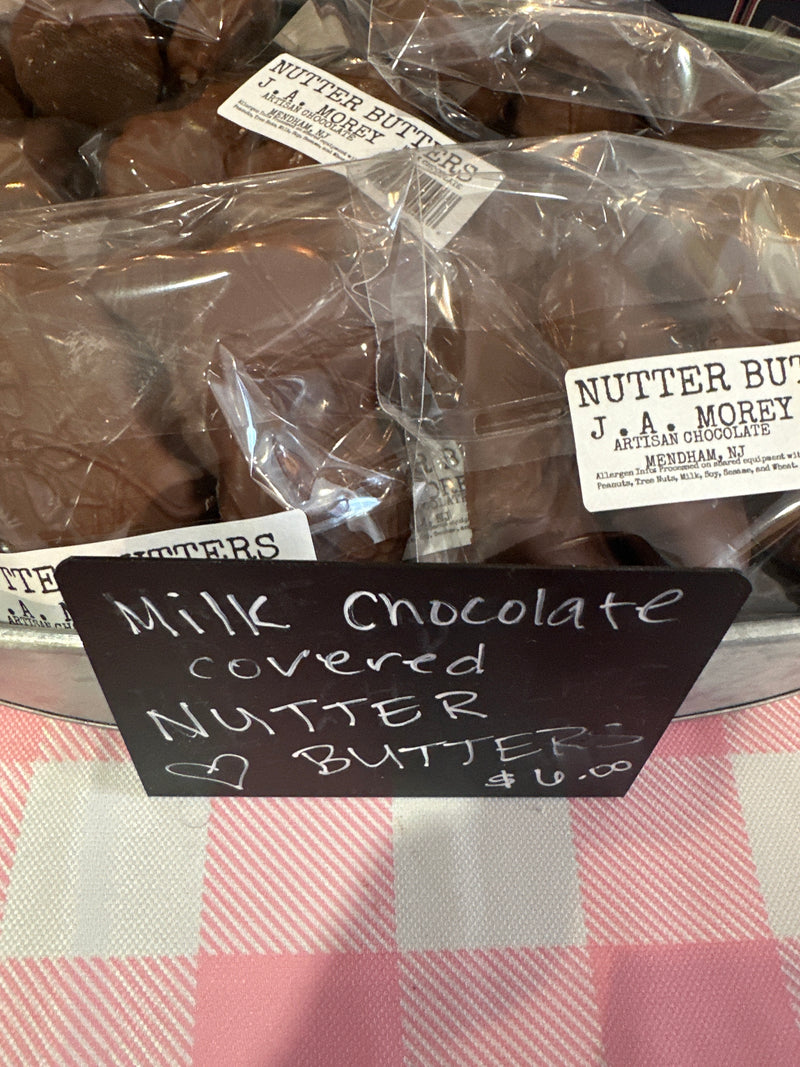 NUTTER BUTTERS
J. A. MOREY
ARTISAN CHOCOLATE
MENDHAM, NJ
NUTTER BUT
J. A. MOREY
ARTISAN CHOCOLATE
MENDHAM, NJ
Allergen Info: Processed on shared equipment wit
Peanuts, Tree Nuts, Milk, Soy, Sesame, and Wheat.
TTERS
Milk Chocolate
covered
NUTTER
♡ BUTTERS
$ 6.00